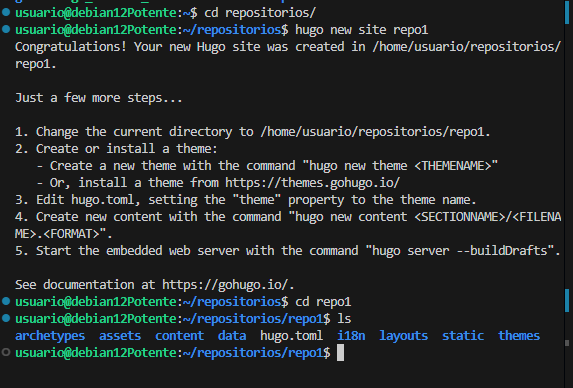 usuario@debian12Potente:~$ cd repositorios/
usuario@debian12Potente:~/repositorios$ hugo new site repo1
Congratulations! Your new Hugo site was created in /home/usuario/repositorios/
repo1.

Just a few more steps...

1. Change the current directory to /home/usuario/repositorios/repo1.
2. Create or install a theme:
   - Create a new theme with the command "hugo new theme <THEMENAME>"
   - Or, install a theme from https://themes.gohugo.io/
3. Edit hugo.toml, setting the "theme" property to the theme name.
4. Create new content with the command "hugo new content <SECTIONNAME>/<FILENA
ME>.<FORMAT>".
5. Start the embedded web server with the command "hugo server --buildDrafts".

See documentation at https://gohugo.io/.
usuario@debian12Potente:~/repositorios$ cd repo1
usuario@debian12Potente:~/repositorios/repo1$ ls
archetypes  assets  content  data  hugo.toml  i18n  layouts  static  themes
usuario@debian12Potente:~/repositorios/repo1$